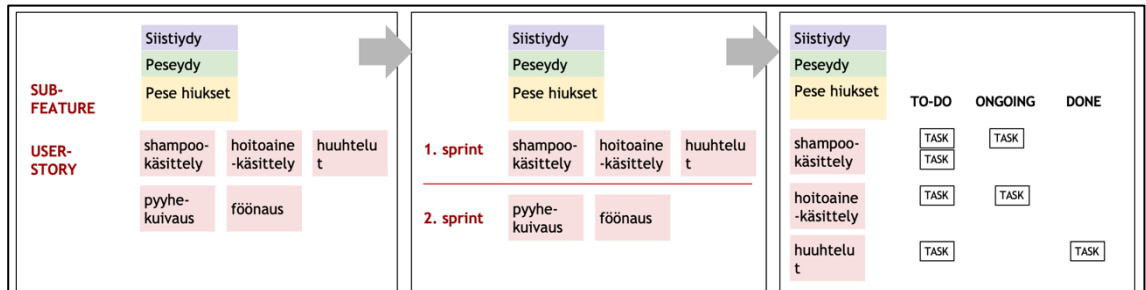 Siistiydy
Peseydy
SUB-
FEATURE
Pese hiukset
USER-
STORY
shampoo-
käsittely
hoitoaine
-käsittely
huuhtelu
t
pyyhe-
kuivaus
föönaus
Siistiydy
Peseydy
Pese hiukset
1. sprint
shampoo-
käsittely
hoitoaine
-käsittely
huuhtelu
t
2. sprint
pyyhe-
kuivaus
föönaus
Siistiydy
Peseydy
Pese hiukset
TO-DO
ONGOING
DONE
shampoo-
käsittely
TASK
TASK
TASK
hoitoaine
-käsittely
TASK
TASK
huuhtelu
t
TASK
TASK